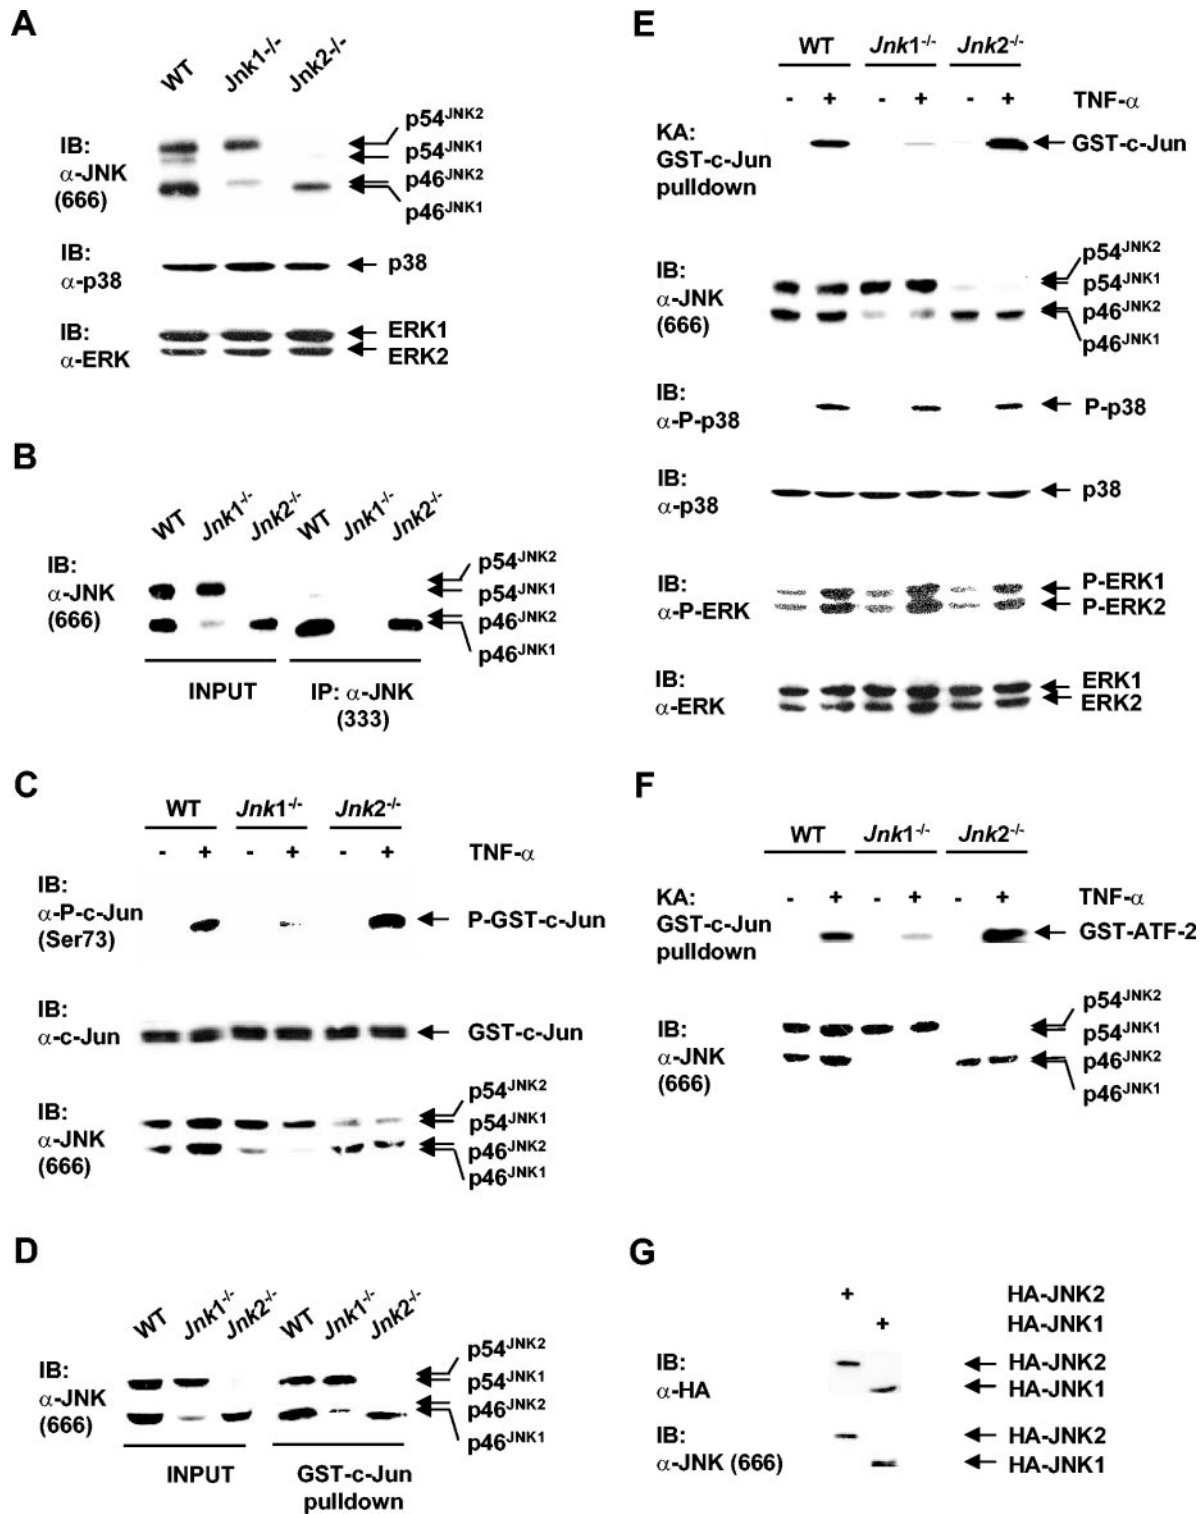 A
WT
Jnk1-/-
Jnk2-/-
IB:
α-JNK
(666)
p54JNK2
p54JNK1
p46JNK2
p46JNK1
IB:
α-p38
p38
IB:
α-ERK
ERK1
ERK2
B
WT
Jnk1-/-
Jnk2-/-
WT
Jnk1-/-
Jnk2-/-
IB:
α-JNK
(666)
p54JNK2
p54JNK1
p46JNK2
p46JNK1
INPUT
IP: α-JNK
(333)
C
WT Jnk1-/- Jnk2-/-
- + - + - + TNF-α
IB:
α-P-c-Jun
(Ser73)
P-GST-c-Jun
IB:
α-c-Jun
GST-c-Jun
IB:
α-JNK
(666)
p54JNK2
p54JNK1
p46JNK2
p46JNK1
D
WT
Jnk1-/-
Jnk2-/-
WT
Jnk1-/-
Jnk2-/-
IB:
α-JNK
(666)
p54JNK2
p54JNK1
p46JNK2
p46JNK1
INPUT
GST-c-Jun
pulldown
E
WT Jnk1-/- Jnk2-/-
- + - + - + TNF-α
KA:
GST-c-Jun
pulldown
GST-c-Jun
IB:
α-JNK
(666)
p54JNK2
p54JNK1
p46JNK2
p46JNK1
IB:
α-P-p38
P-p38
IB:
α-p38
p38
IB:
α-P-ERK
P-ERK1
P-ERK2
IB:
α-ERK
ERK1
ERK2
F
WT Jnk1-/- Jnk2-/-
- + - + - + TNF-α
KA:
GST-c-Jun
pulldown
GST-ATF-2
IB:
α-JNK
(666)
p54JNK2
p54JNK1
p46JNK2
p46JNK1
G
+ HA-JNK2
+ HA-JNK1
IB:
α-HA
HA-JNK2
HA-JNK1
IB:
α-JNK (666)
HA-JNK2
HA-JNK1